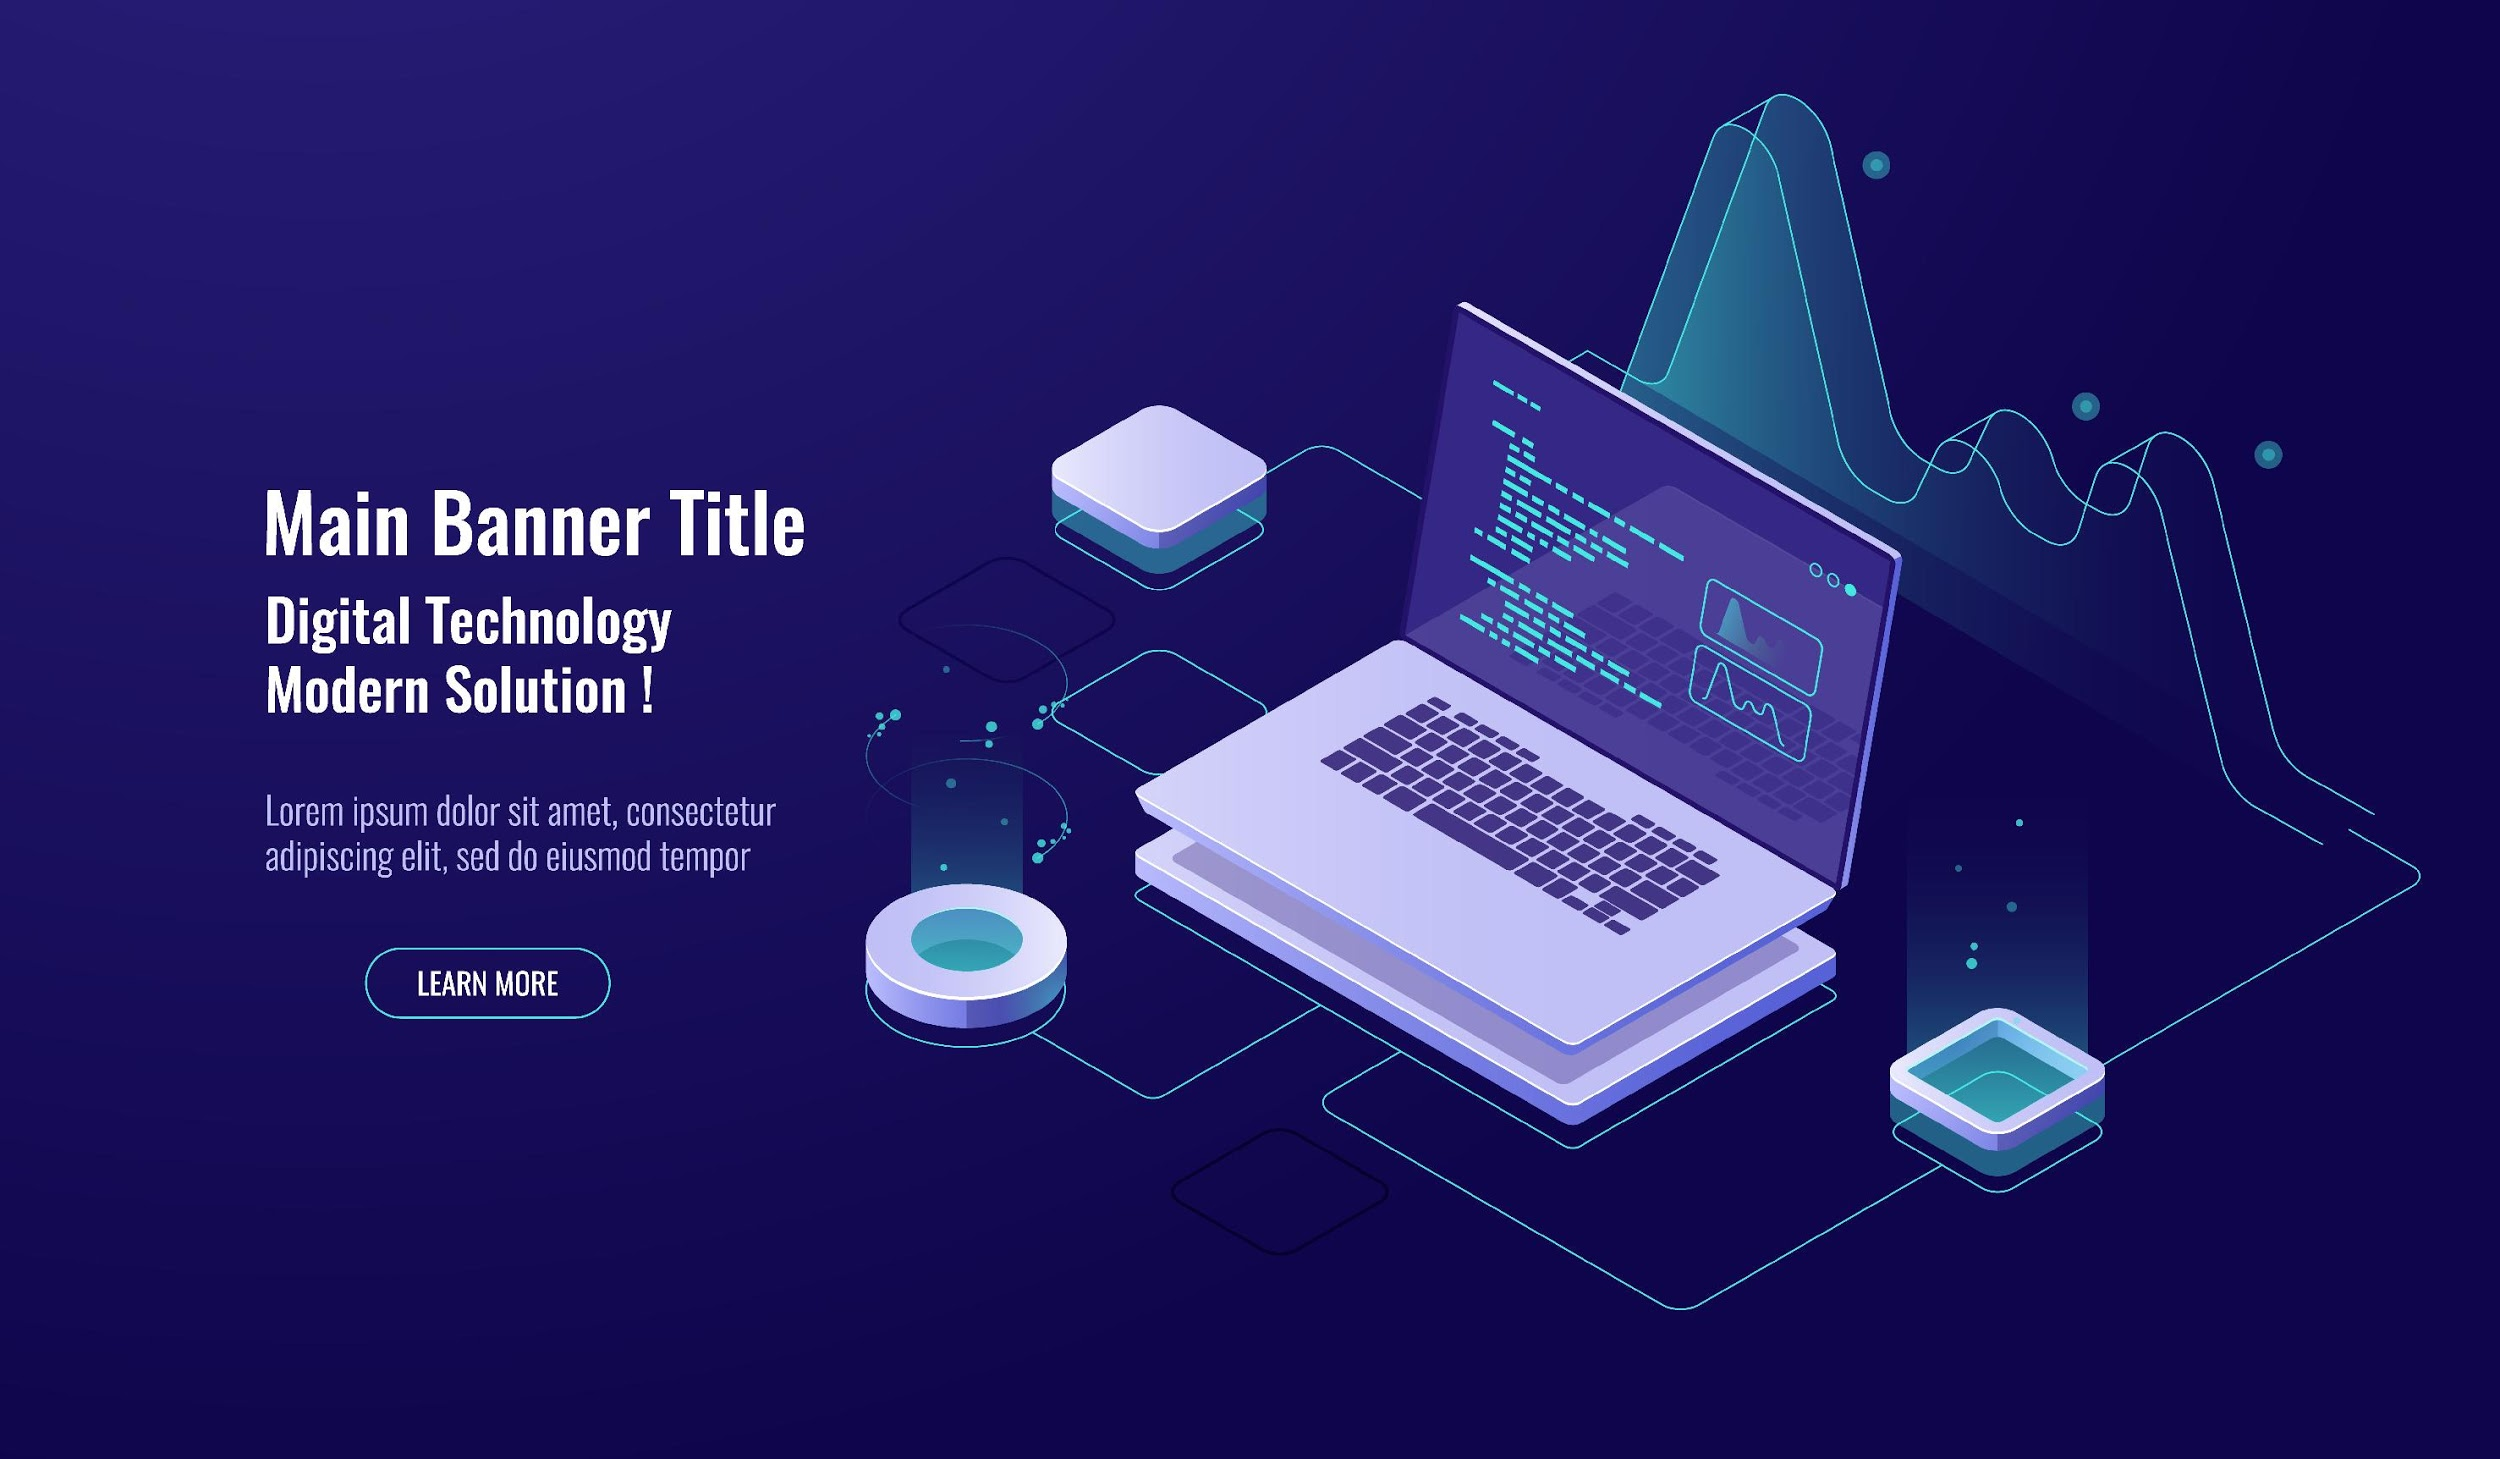 Main Banner Title
Digital Technology
Modern Solution !
Lorem ipsum dolor sit amet, consectetur
adipiscing elit, sed do eiusmod tempor
LEARN MORE